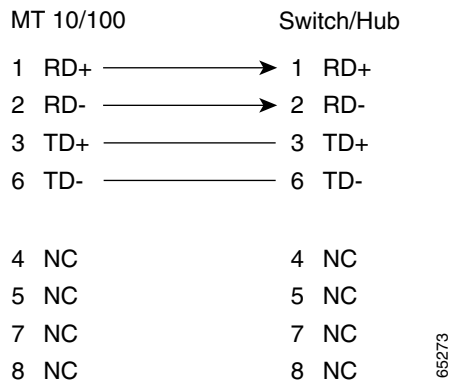 MT 10/100 Switch/Hub
1 RD+ 1 RD+
2 RD- 2 RD-
3 TD+ 3 TD+
6 TD- 6 TD-
4 NC 4 NC
5 NC 5 NC
7 NC 7 NC
8 NC 8 NC
65273